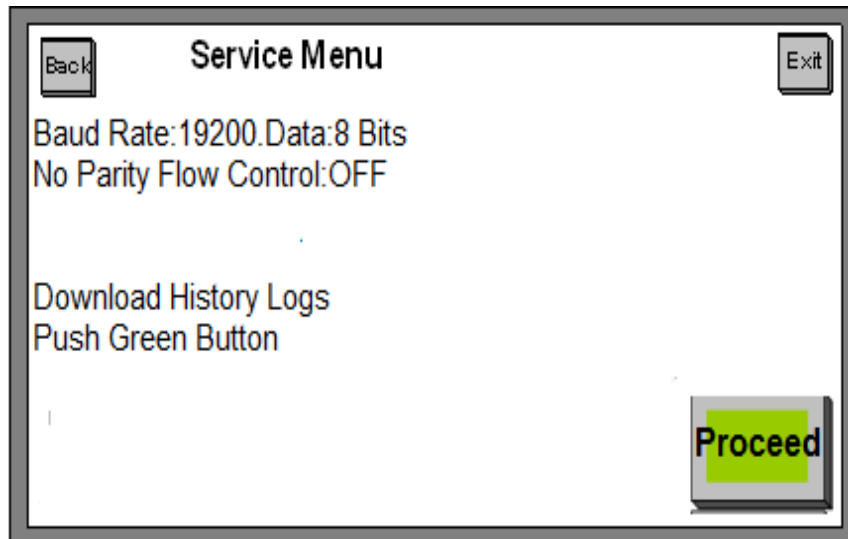 Back
Service Menu
Exit
Baud Rate:19200.Data:8 Bits
No Parity Flow Control:OFF
Download History Logs
Push Green Button
Proceed